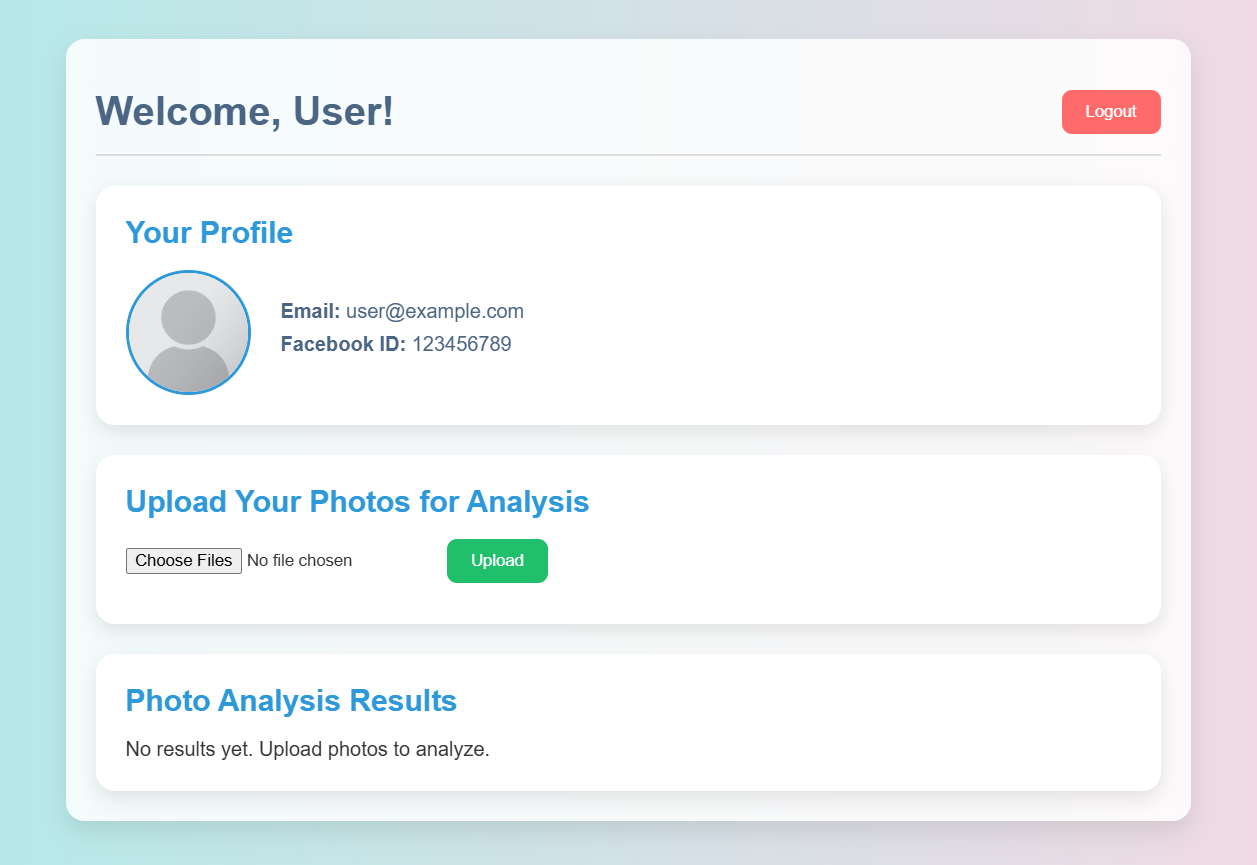 Welcome, User!
Logout
Your Profile
Email: user@example.com
Facebook ID: 123456789
Upload Your Photos for Analysis
Choose Files No file chosen
Upload
Photo Analysis Results
No results yet. Upload photos to analyze.